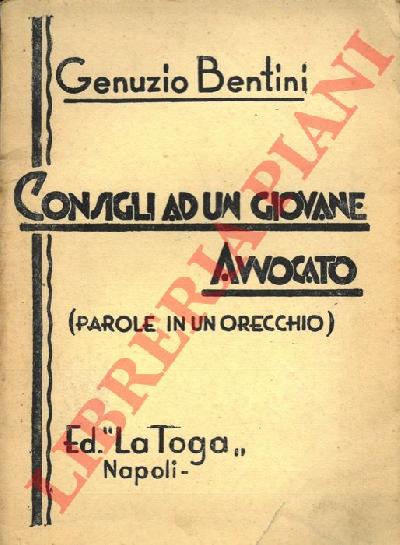 Genuzio Bentini
CONSIGLI AD UN GIOVANE
AVVOCATO
(PAROLE IN UN ORECCHIO)
Ed. "La Toga„
Napoli-
LIBRERIA PIANI